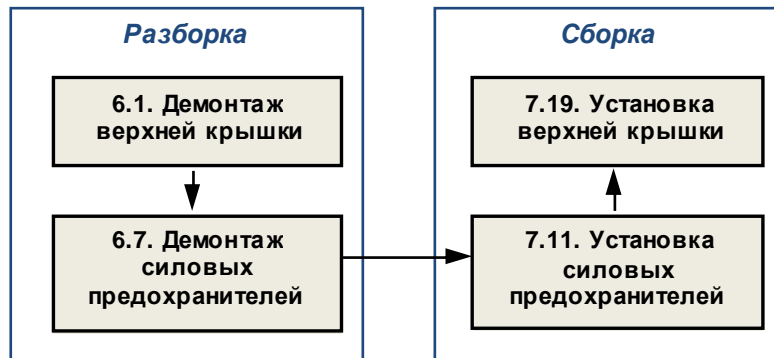 Разборка
6.1. Демонтаж
верхней крышки
6.7. Демонтаж
силовых
предохранителей
Сборка
7.19. Установка
верхней крышки
7.11. Установка
силовых
предохранителей